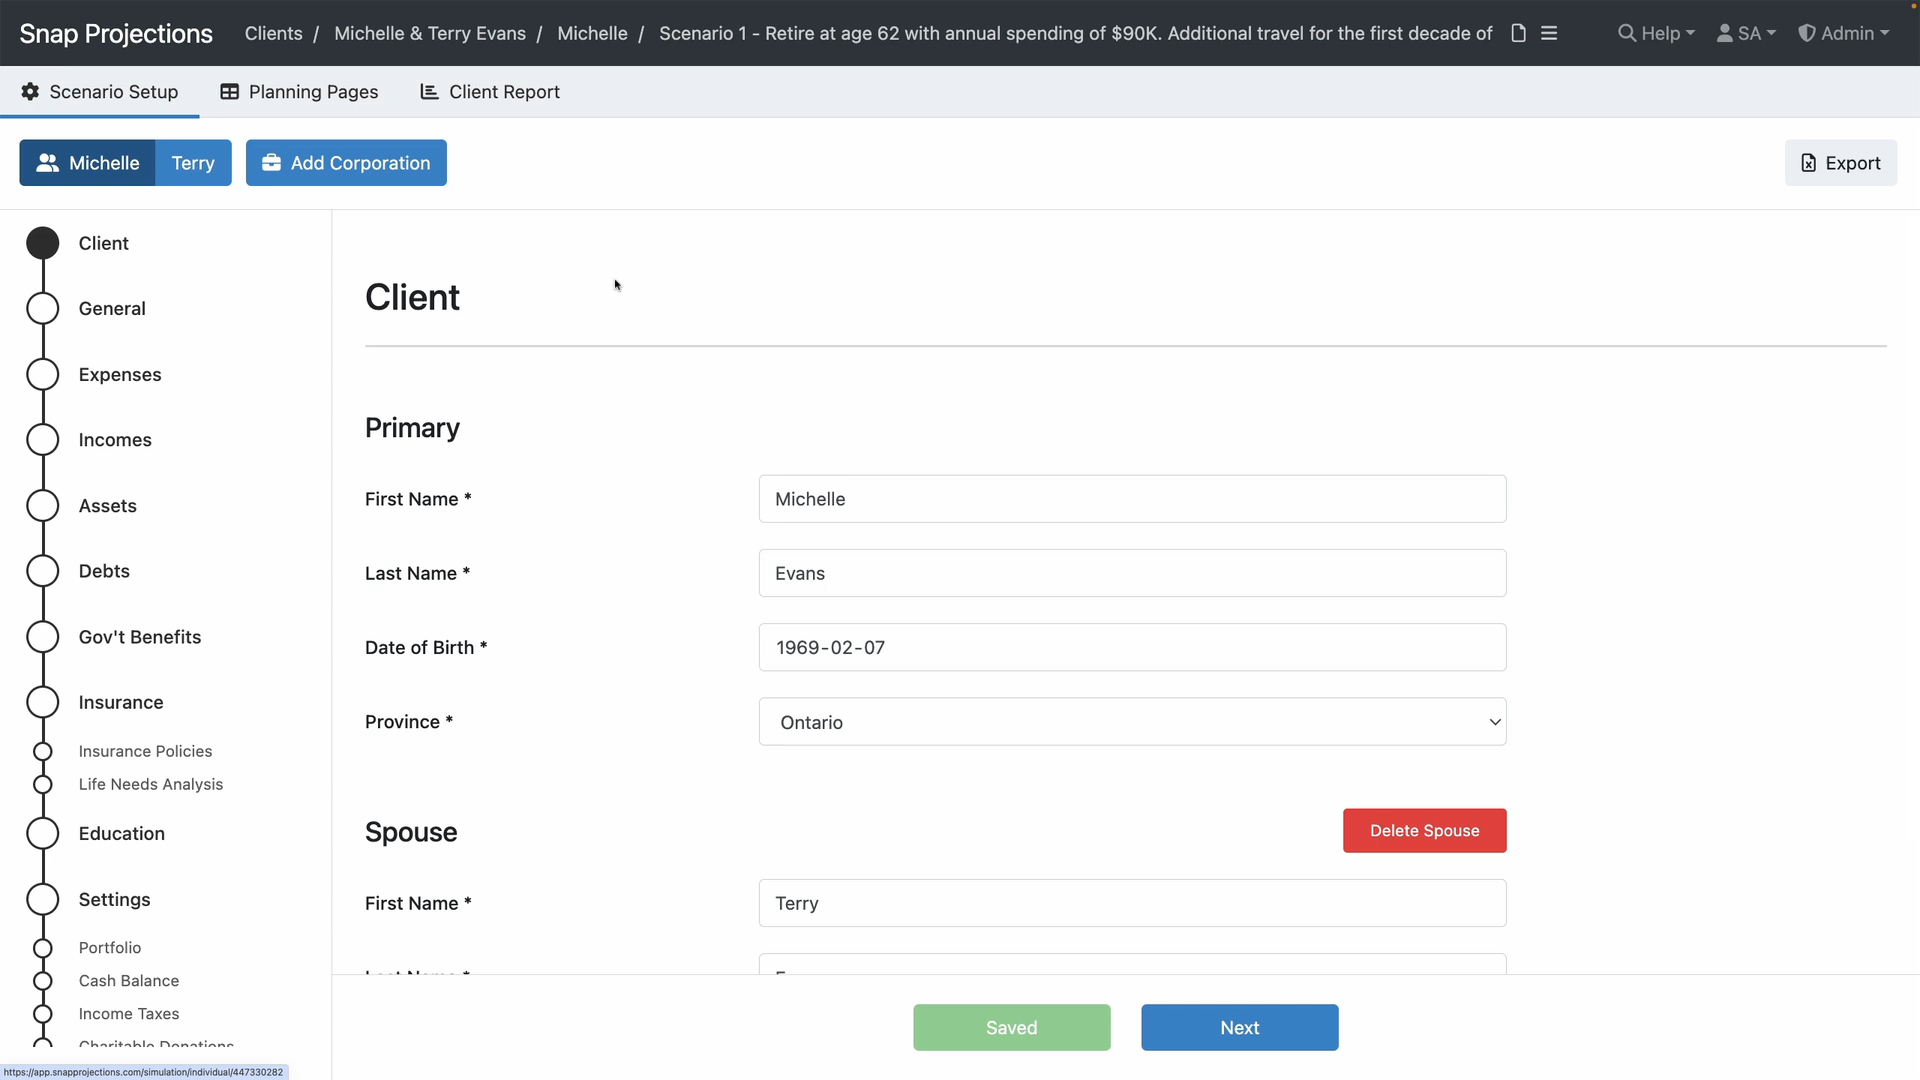 Snap Projections Clients / Michelle & Terry Evans / Michelle / Scenario 1 - Retire at age 62 with annual spending of $90K. Additional travel for the first decade of Help SA Admin
Scenario Setup Planning Pages Client Report
Michelle Terry Add Corporation Export
Client
General
Expenses
Incomes
Assets
Debts
Gov't Benefits
Insurance
Insurance Policies
Life Needs Analysis
Education
Settings
Portfolio
Cash Balance
Income Taxes
Charitable Donations
Client
Primary
First Name * Michelle
Last Name * Evans
Date of Birth * 1969-02-07
Province * Ontario
Spouse Delete Spouse
First Name * Terry
Last Name *
Saved Next
https://app.snapprojections.com/simulation/individual/447330282